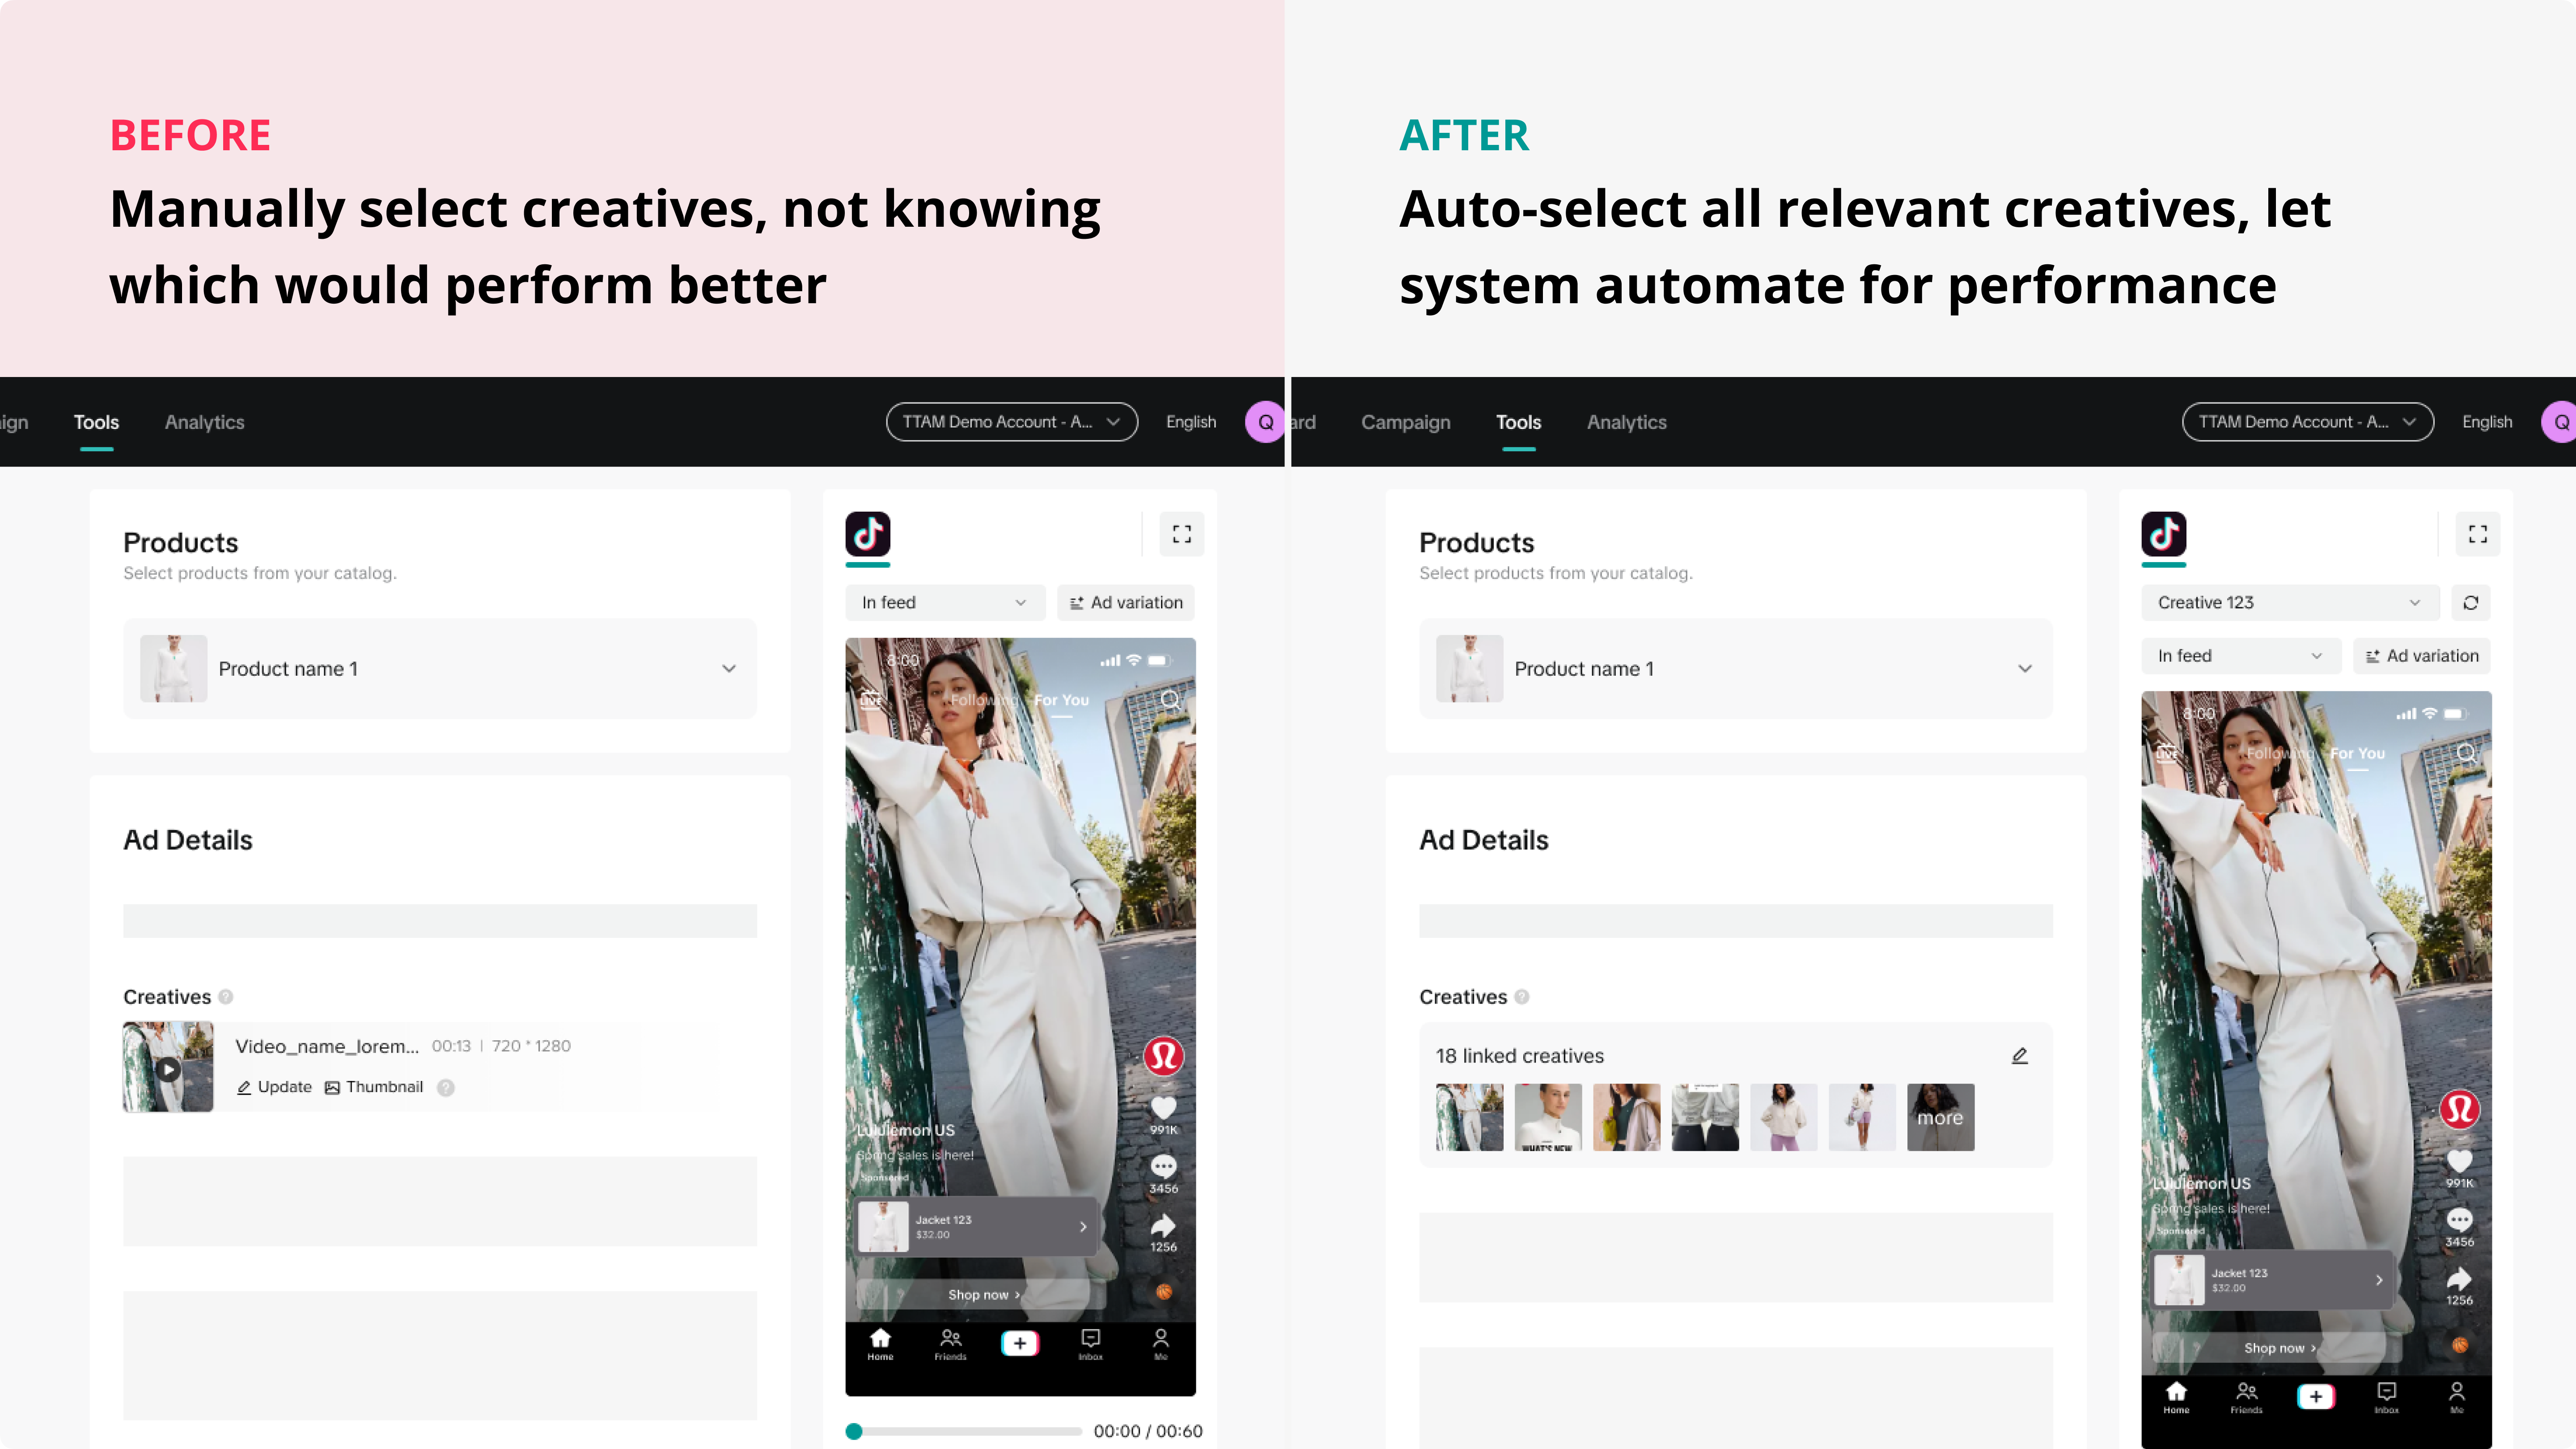 BEFORE
Manually select creatives, not knowing
which would perform better
ign
Tools
Analytics
TTAM Demo Account - A...
English
Q
Products
Select products from your catalog.
Product name 1
Ad Details
Creatives
Video_name_lorem... 00:13 | 720 * 1280
Update
Thumbnail
In feed
Ad variation
8:00
LIVE
Following
For You
991K
Lululemon US
Spring sales is here!
3456
Sponsored
Jacket 123
$32.00
1256
Shop now >
Home
Friends
Inbox
Me
00:00 / 00:60
AFTER
Auto-select all relevant creatives, let
system automate for performance
ard
Campaign
Tools
Analytics
TTAM Demo Account - A...
English
Q
Products
Select products from your catalog.
Product name 1
Ad Details
Creatives
18 linked creatives
WHAT'S NEW
more
Creative 123
In feed
Ad variation
8:00
LIVE
Following
For You
991K
Lululemon US
Spring sales is here!
3456
Sponsored
Jacket 123
$32.00
1256
Shop now >
Home
Friends
Inbox
Me